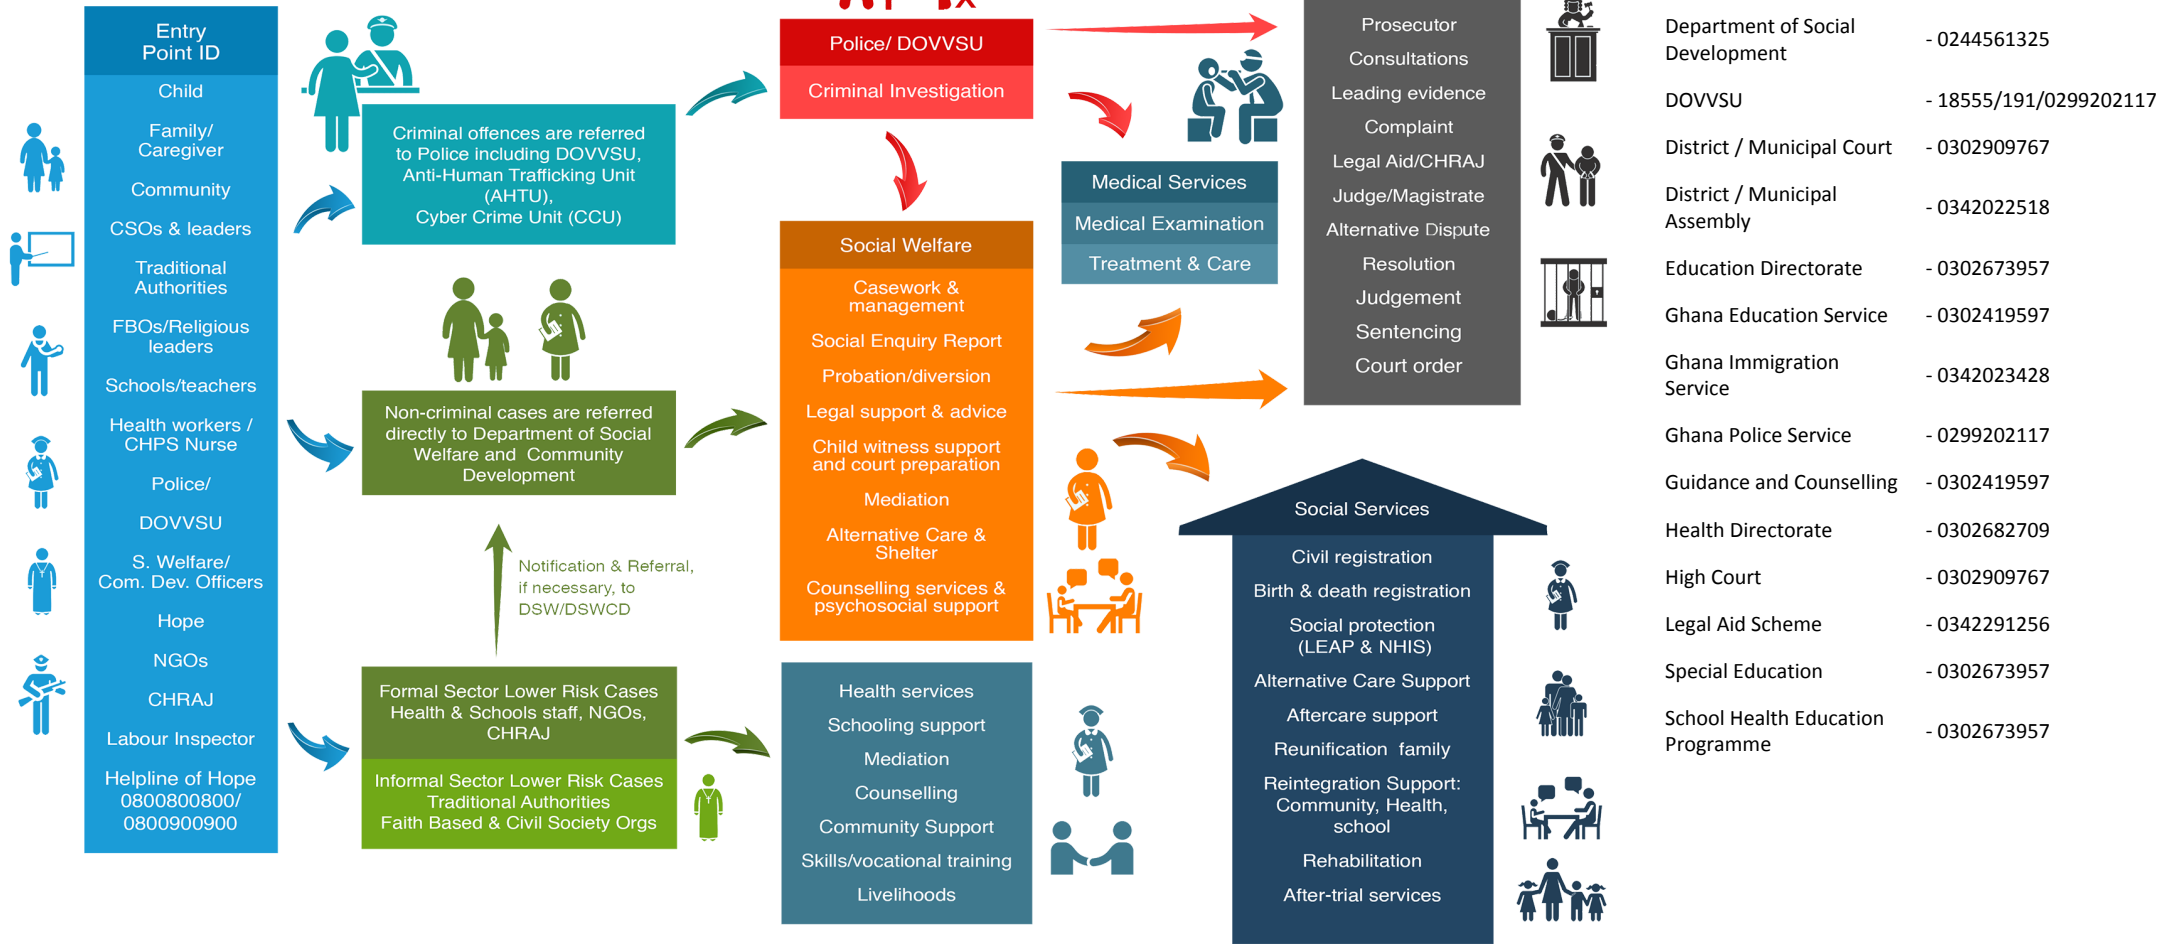 Entry
Point ID
Child
Family/
Caregiver
Community
CSOs & leaders
Traditional
Authorities
FBOs/Religious
leaders
Schools/teachers
Health workers /
CHPS Nurse
Police/
DOVVSU
S. Welfare/
Com. Dev. Officers
Hope
NGOs
CHRAJ
Labour Inspector
Helpline of Hope
0800800800/
0800900900
Criminal offences are referred
to Police including DOVVSU,
Anti-Human Trafficking Unit
(AHTU),
Cyber Crime Unit (CCU)
Non-criminal cases are referred
directly to Department of Social
Welfare and Community
Development
Notification & Referral,
if necessary, to
DSW/DSWCD
Formal Sector Lower Risk Cases
Health & Schools staff, NGOs,
CHRAJ
Informal Sector Lower Risk Cases
Traditional Authorities
Faith Based & Civil Society Orgs
Police/ DOVVSU
Criminal Investigation
Social Welfare
Casework &
management
Social Enquiry Report
Probation/diversion
Legal support & advice
Child witness support
and court preparation
Mediation
Alternative Care &
Shelter
Counselling services &
psychosocial support
Health services
Schooling support
Mediation
Counselling
Community Support
Skills/vocational training
Livelihoods
Medical Services
Medical Examination
Treatment & Care
Prosecutor
Consultations
Leading evidence
Complaint
Legal Aid/CHRAJ
Judge/Magistrate
Alternative Dispute
Resolution
Judgement
Sentencing
Court order
Social Services
Civil registration
Birth & death registration
Social protection
(LEAP & NHIS)
Alternative Care Support
Aftercare support
Reunification family
Reintegration Support:
Community, Health,
school
Rehabilitation
After-trial services
Department of Social
Development - 0244561325
DOVVSU - 18555/191/0299202117
District / Municipal Court - 0302909767
District / Municipal
Assembly - 0342022518
Education Directorate - 0302673957
Ghana Education Service - 0302419597
Ghana Immigration
Service - 0342023428
Ghana Police Service - 0299202117
Guidance and Counselling - 0302419597
Health Directorate - 0302682709
High Court - 0302909767
Legal Aid Scheme - 0342291256
Special Education - 0302673957
School Health Education
Programme - 0302673957